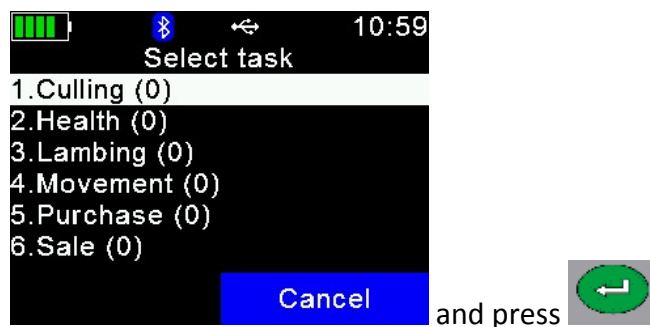 10:59
Select task
1.Culling (0)
2.Health (0)
3.Lambing (0)
4.Movement (0)
5.Purchase (0)
6.Sale (0)
Cancel
and press